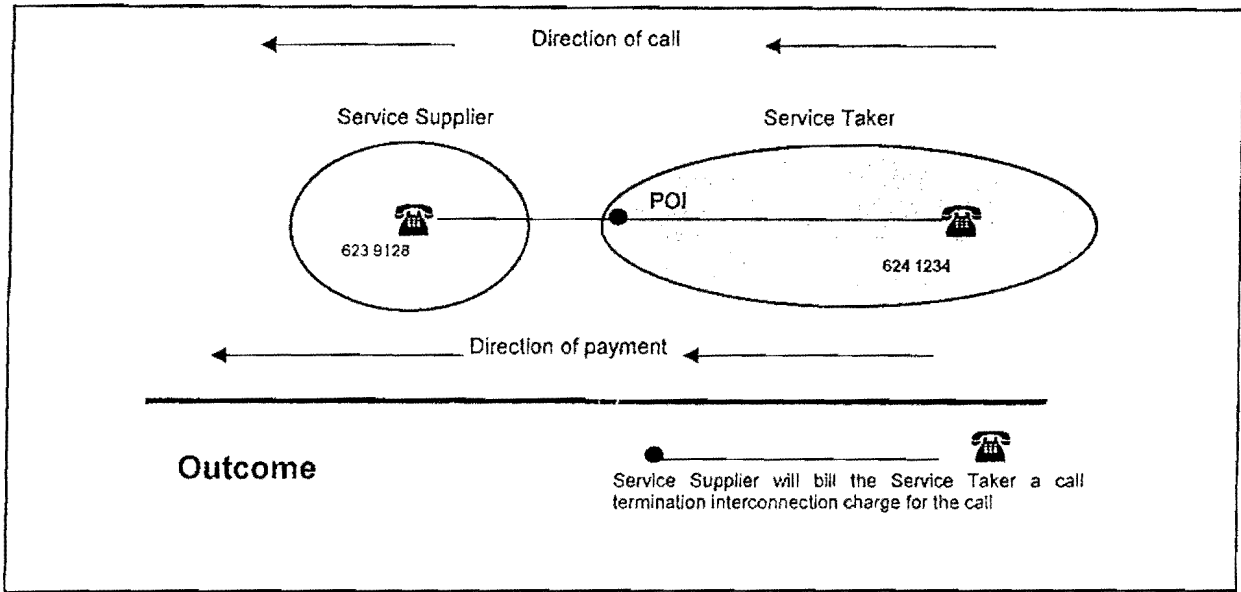 Direction of call
Service Supplier
Service Taker
POI
623 9128
624 1234
Direction of payment
Outcome
Service Supplier will bill the Service Taker a call
termination interconnection charge for the call